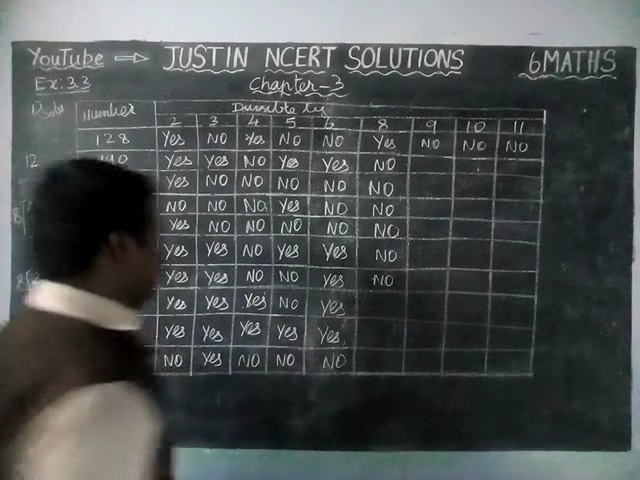 YouTube ⇒ JUSTIN NCERT SOLUTIONS 6 MATHS
Ex: 3.3 Chapter-3
Number Divisible by
2 3 4 5 6 8 9 10 11
128 Yes NO Yes NO NO Yes NO NO NO
Yes Yes NO Yes Yes NO
Yes NO NO NO NO NO
NO NO NO Yes NO NO
Yes NO NO NO NO NO
Yes Yes NO Yes Yes NO
Yes Yes NO NO Yes NO
Yes Yes Yes NO Yes
Yes Yes Yes Yes Yes
NO Yes NO NO NO